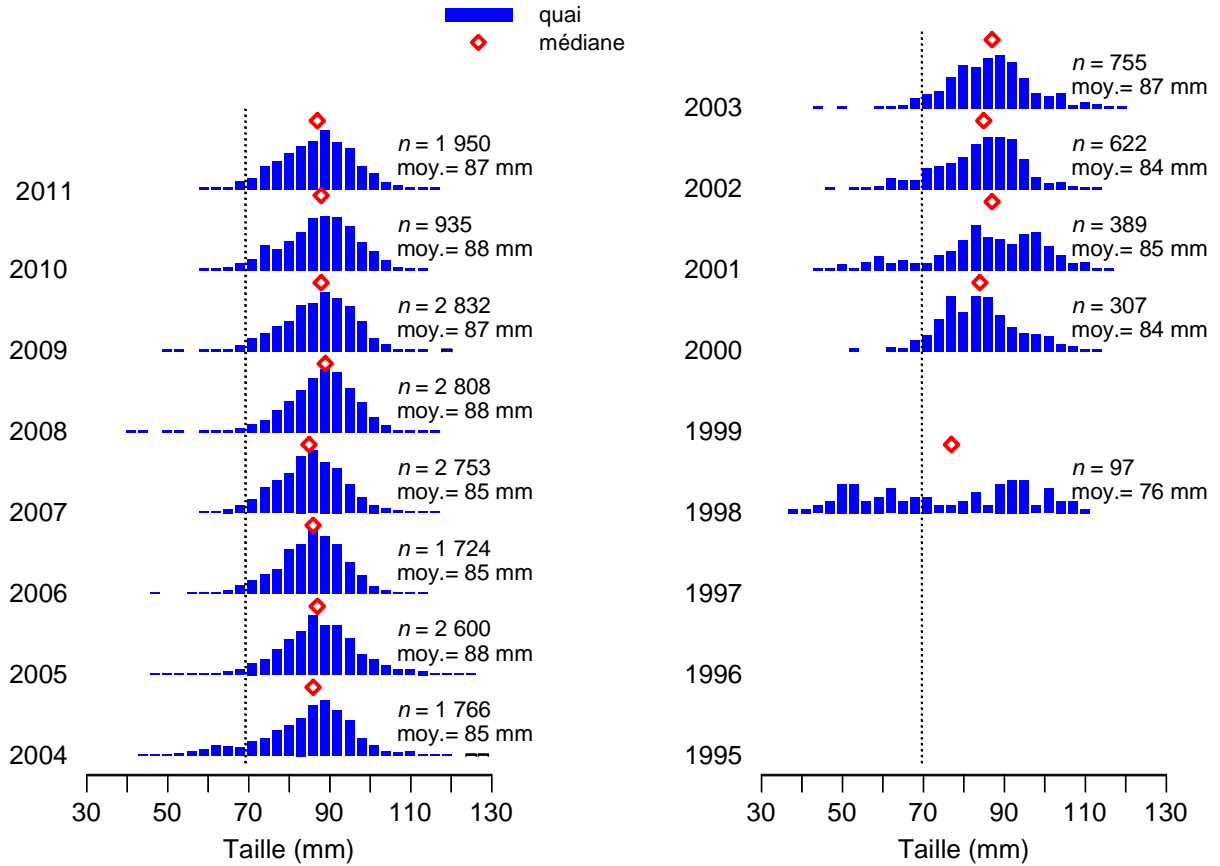 quai
médiane
n = 1 950
moy.= 87 mm
2011
n = 935
moy.= 88 mm
2010
n = 2 832
moy.= 87 mm
2009
n = 2 808
moy.= 88 mm
2008
n = 2 753
moy.= 85 mm
2007
n = 1 724
moy.= 85 mm
2006
n = 2 600
moy.= 88 mm
2005
n = 1 766
moy.= 85 mm
2004
30 50 70 90 110 130
Taille (mm)
n = 755
moy.= 87 mm
2003
n = 622
moy.= 84 mm
2002
n = 389
moy.= 85 mm
2001
n = 307
moy.= 84 mm
2000
1999
n = 97
moy.= 76 mm
1998
1997
1996
1995
30 50 70 90 110 130
Taille (mm)